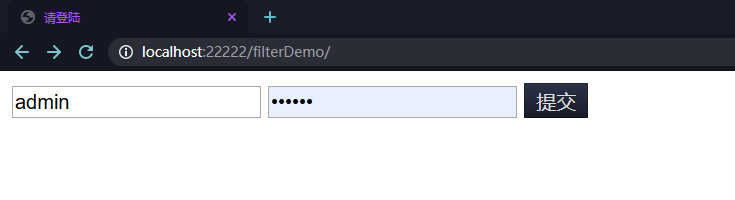 请登陆
localhost:22222/filterDemo/
admin
••••••
提交